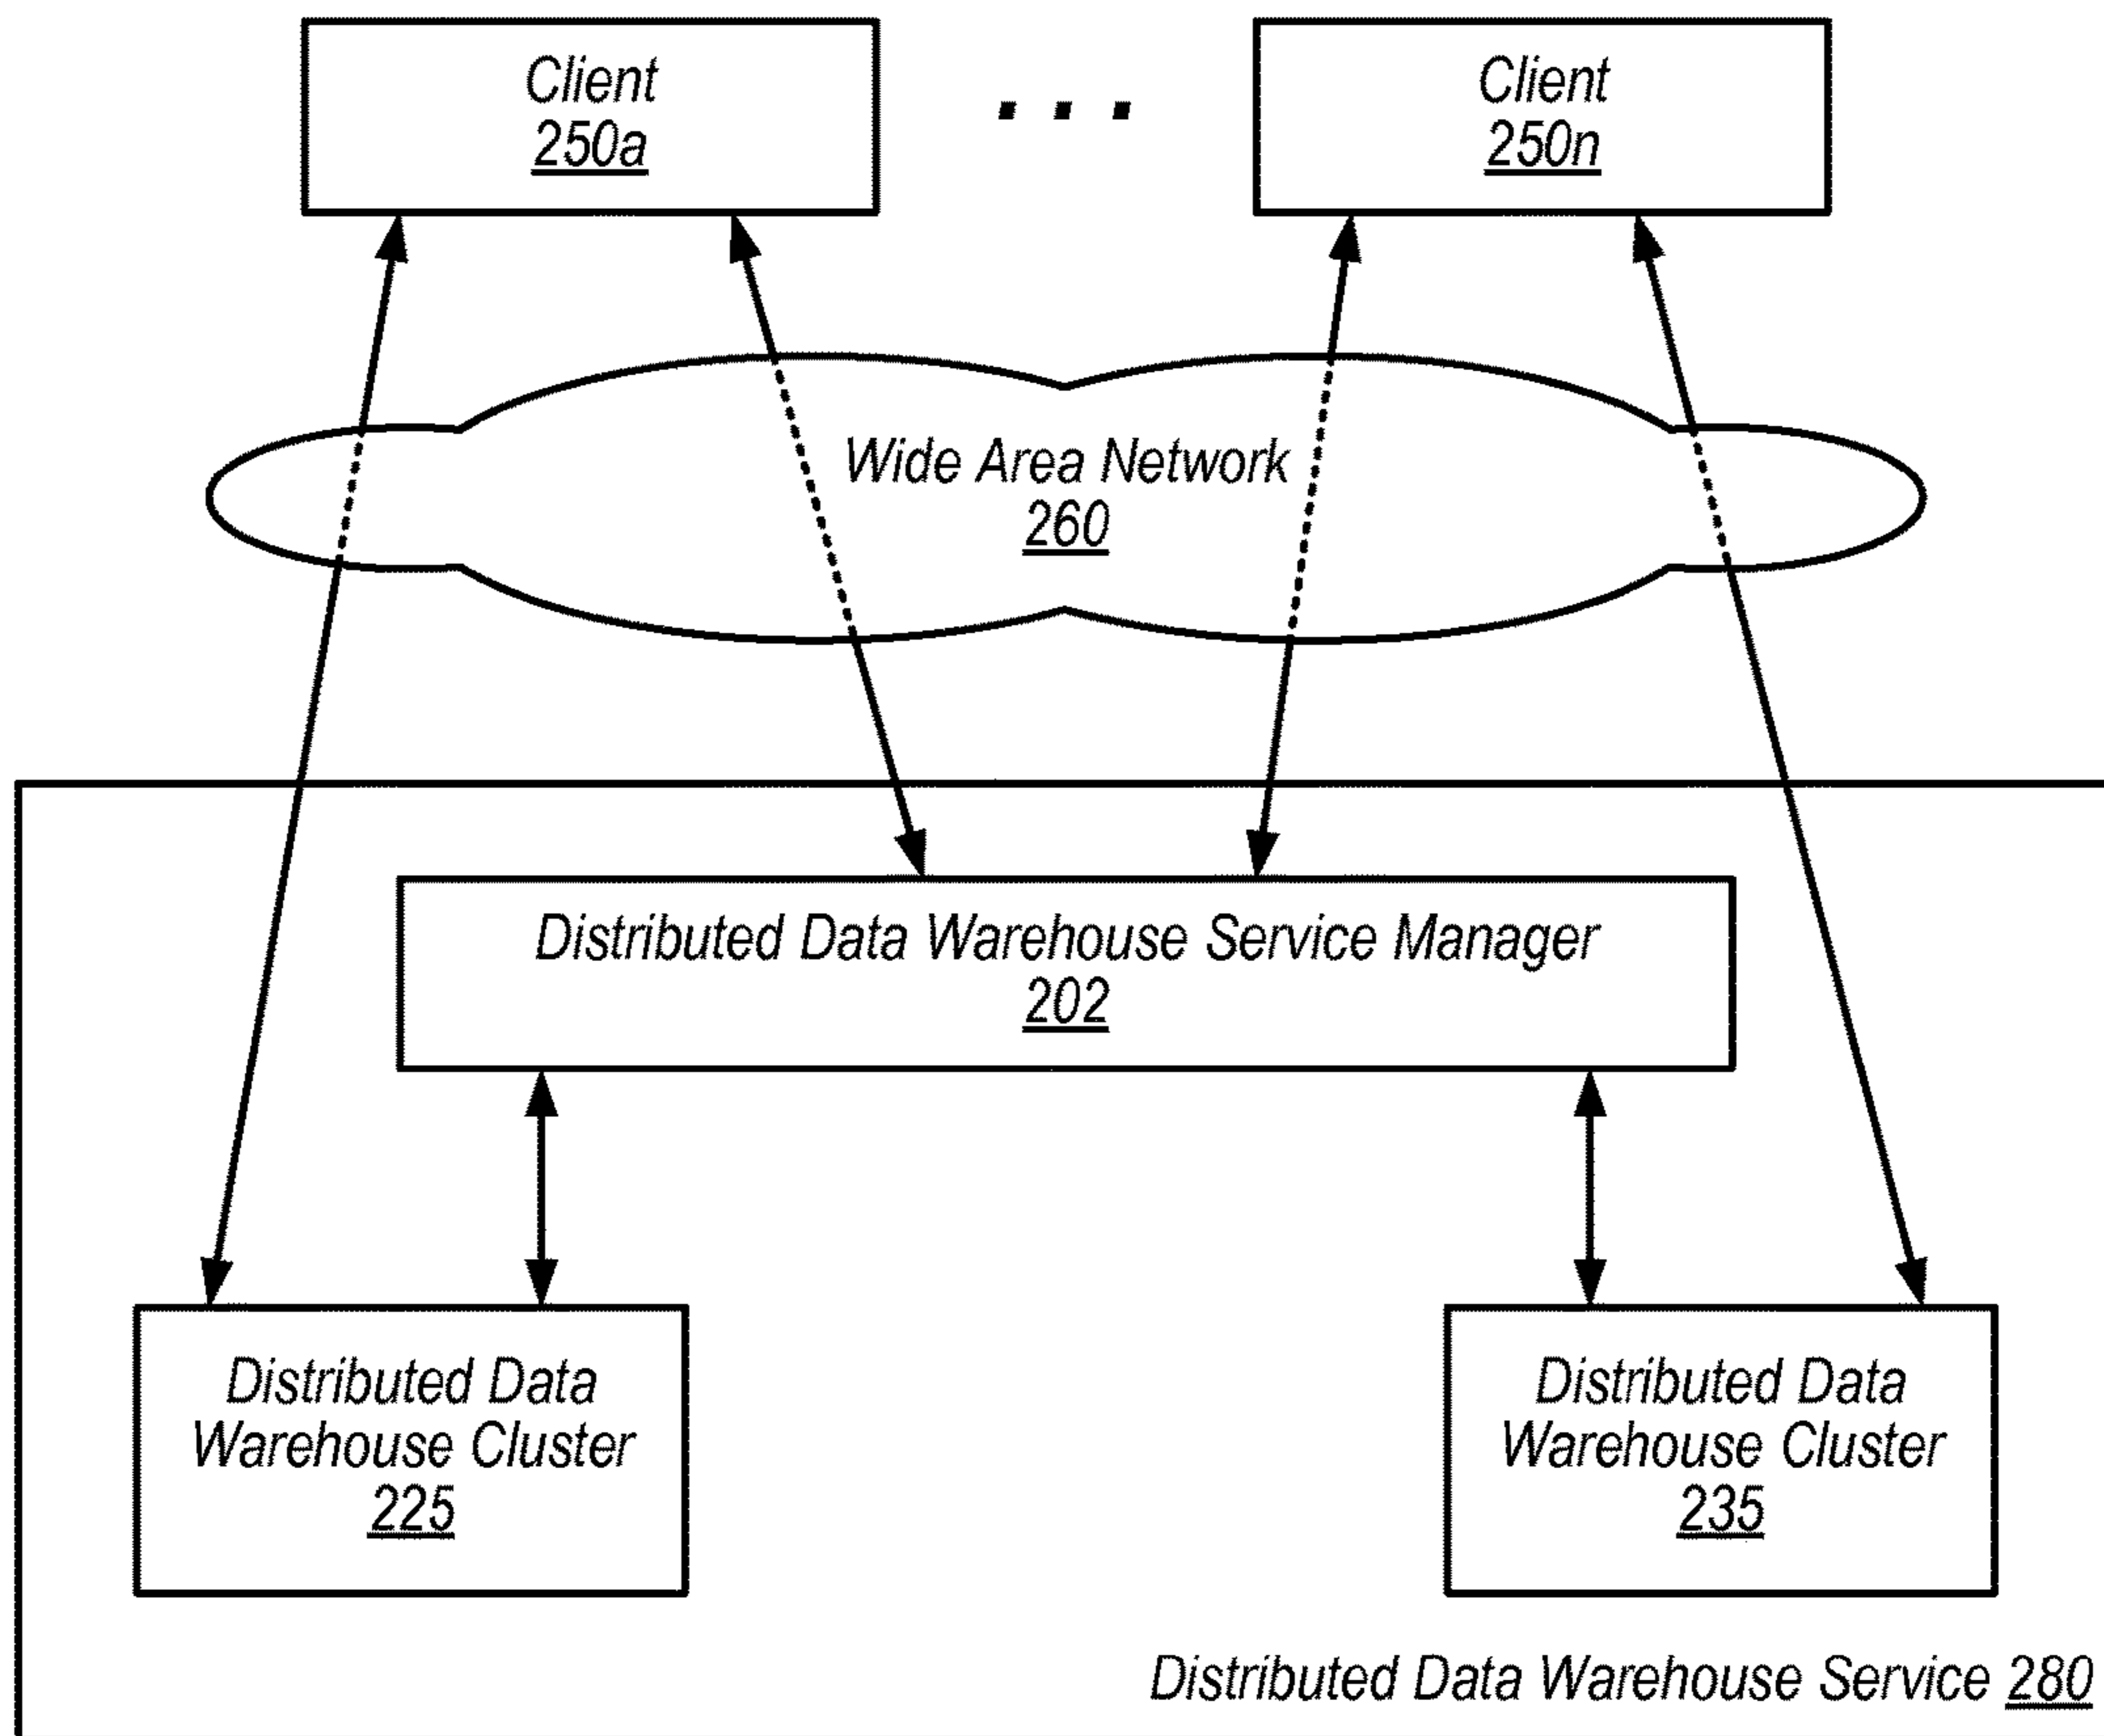 Client
250a
. . .
Client
250n
Wide Area Network
260
Distributed Data Warehouse Service Manager
202
Distributed Data
Warehouse Cluster
225
Distributed Data
Warehouse Cluster
235
Distributed Data Warehouse Service 280